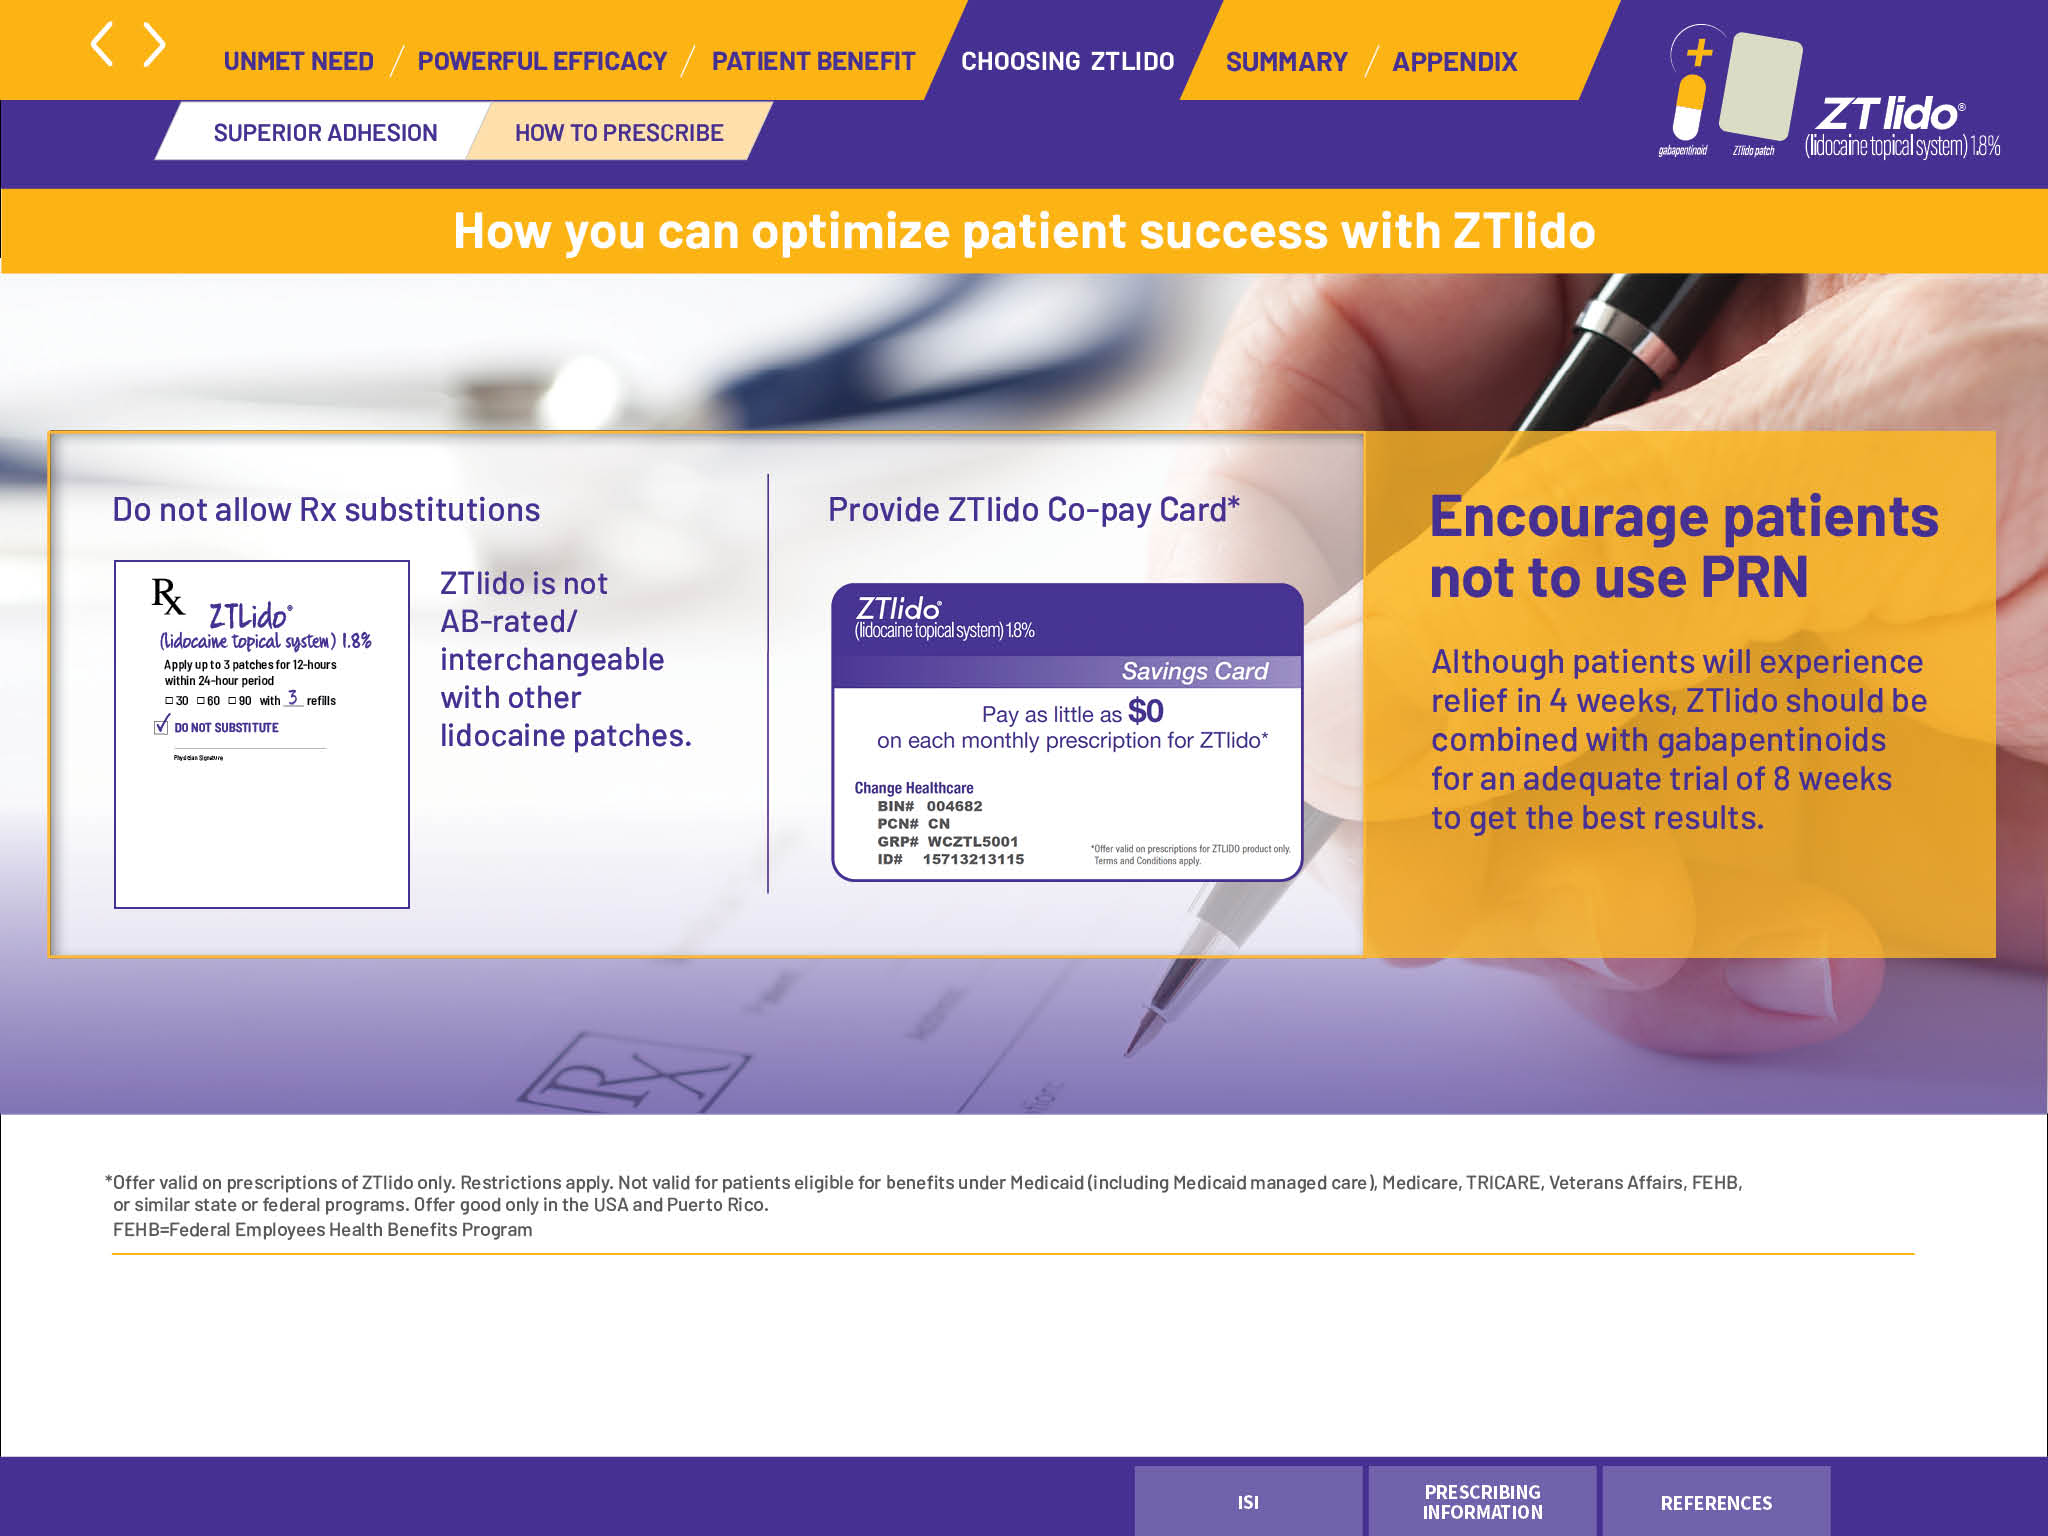 UNMET NEED / POWERFUL EFFICACY / PATIENT BENEFIT
CHOOSING ZTLIDO
SUMMARY / APPENDIX
SUPERIOR ADHESION
HOW TO PRESCRIBE
gabapentinoid
ZTlido patch
ZTlido®
(lidocaine topical system) 1.8%
How you can optimize patient success with ZTlido
Do not allow Rx substitutions
Rx
ZTLido®
(lidocaine topical system) 1.8%
Apply up to 3 patches for 12-hours
within 24-hour period
☐ 30 ☐ 60 ☐ 90 with 3 refills
☑ DO NOT SUBSTITUTE
Physician Signature
ZTlido is not
AB-rated/
interchangeable
with other
lidocaine patches.
Provide ZTlido Co-pay Card*
ZTlido®
(lidocaine topical system) 1.8%
Savings Card
Pay as little as $0
on each monthly prescription for ZTlido*
Change Healthcare
BIN# 004682
PCN# CN
GRP# WCZTL5001
ID# 15713213115
*Offer valid on prescriptions for ZTLIDO product only.
Terms and Conditions apply.
Encourage patients
not to use PRN
Although patients will experience
relief in 4 weeks, ZTlido should be
combined with gabapentinoids
for an adequate trial of 8 weeks
to get the best results.
Rx
*Offer valid on prescriptions of ZTlido only. Restrictions apply. Not valid for patients eligible for benefits under Medicaid (including Medicaid managed care), Medicare, TRICARE, Veterans Affairs, FEHB,
or similar state or federal programs. Offer good only in the USA and Puerto Rico.
FEHB=Federal Employees Health Benefits Program
ISI
PRESCRIBING
INFORMATION
REFERENCES